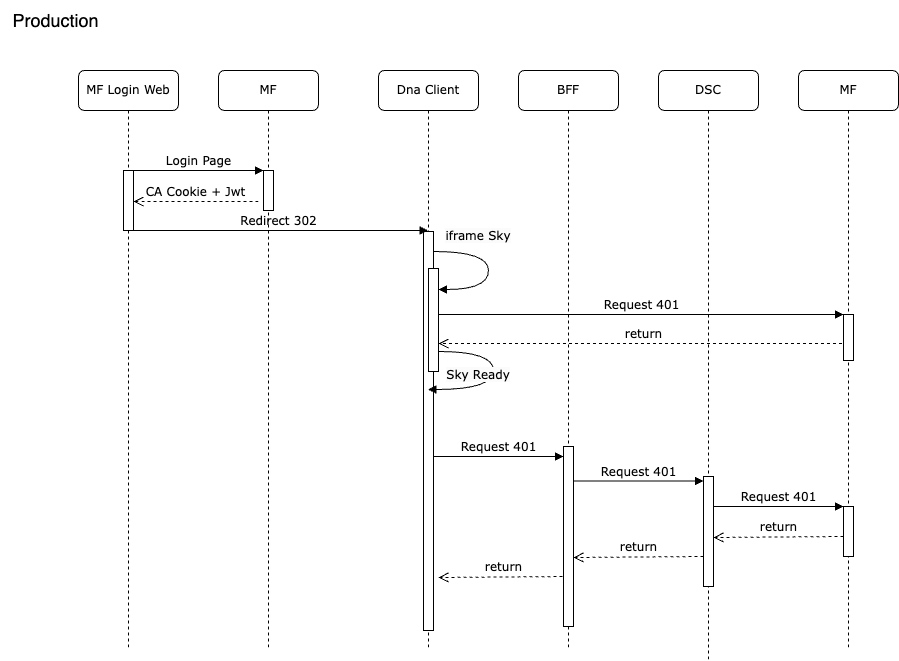 Production
MF Login Web
MF
Dna Client
BFF
DSC
MF
Login Page
CA Cookie + Jwt
Redirect 302
iframe Sky
Request 401
return
Sky Ready
Request 401
Request 401
Request 401
return
return
return